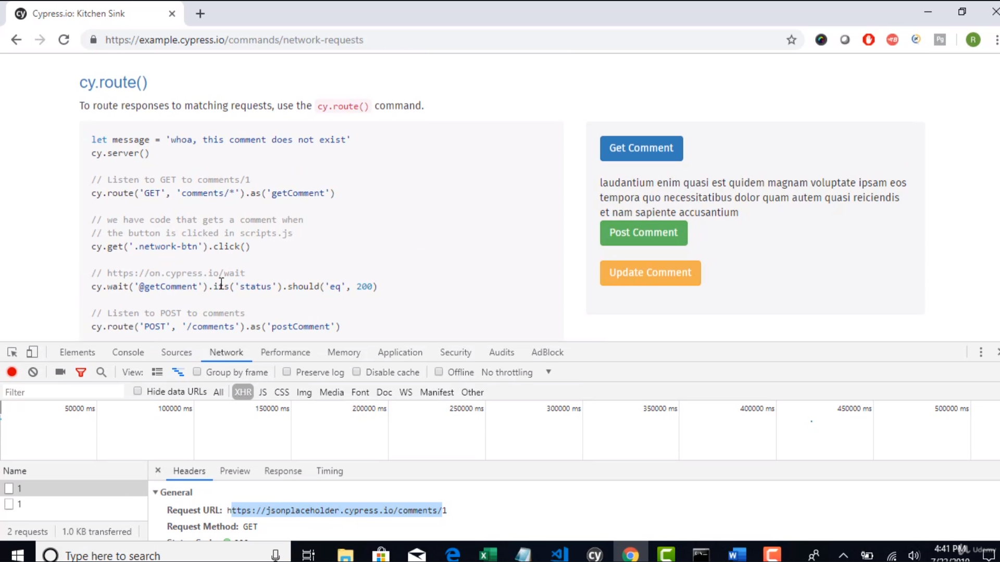 Cypress.io: Kitchen Sink
https://example.cypress.io/commands/network-requests
Pg
R
cy.route()
To route responses to matching requests, use the cy.route() command.
let message = 'whoa, this comment does not exist'
cy.server()
// Listen to GET to comments/1
cy.route('GET', 'comments/*').as('getComment')
// we have code that gets a comment when
// the button is clicked in scripts.js
cy.get('.network-btn').click()
// https://on.cypress.io/wait
cy.wait('@getComment').its('status').should('eq', 200)
// Listen to POST to comments
cy.route('POST', '/comments').as('postComment')
Get Comment
laudantium enim quasi est quidem magnam voluptate ipsam eos
tempora quo necessitatibus dolor quam autem quasi reiciendis
et nam sapiente accusantium
Post Comment
Update Comment
Elements Console Sources Network Performance Memory Application Security Audits AdBlock
View: Group by frame Preserve log Disable cache Offline No throttling
Filter Hide data URLs All XHR JS CSS Img Media Font Doc WS Manifest Other
50000 ms 100000 ms 150000 ms 200000 ms 250000 ms 300000 ms 350000 ms 400000 ms 450000 ms 500000 ms
Name
1
1
2 requests 1.0 KB transferred
Headers Preview Response Timing
General
Request URL: https://jsonplaceholder.cypress.io/comments/1
Request Method: GET
Type here to search
4:41 PM
Udemy